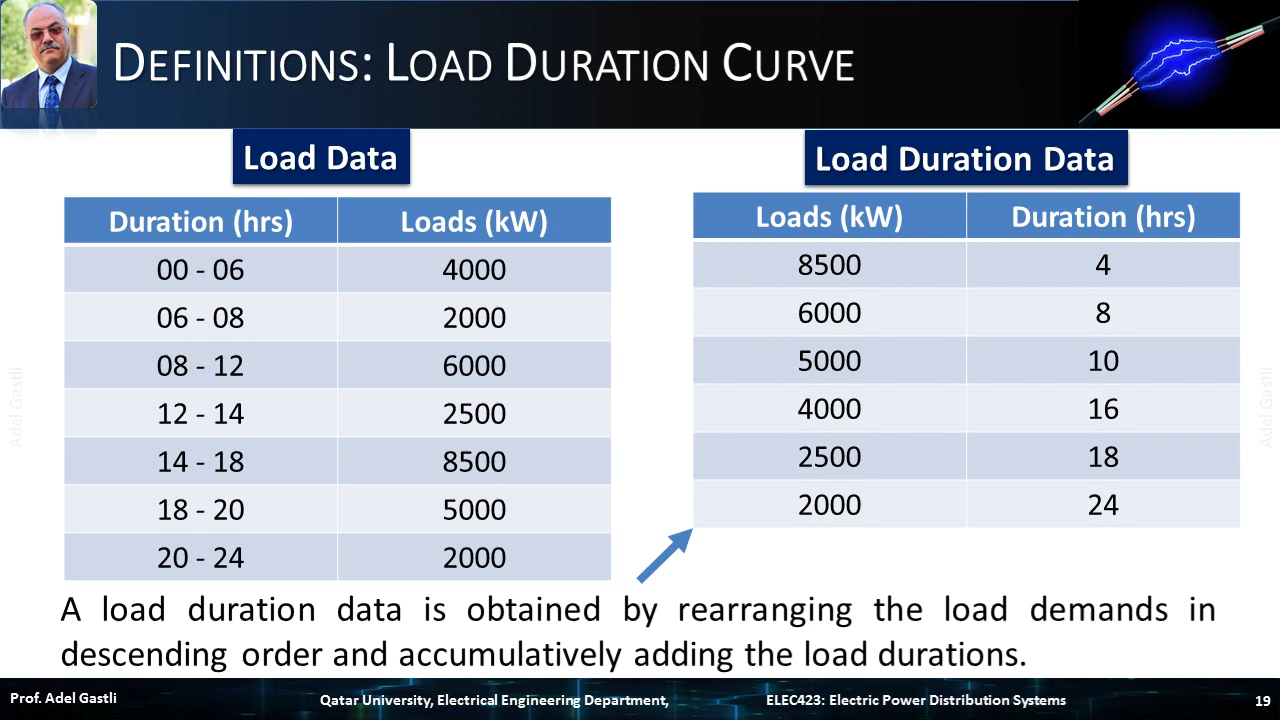 DEFINITIONS: LOAD DURATION CURVE
Load Data
Duration (hrs) Loads (kW)
00 - 06 4000
06 - 08 2000
08 - 12 6000
12 - 14 2500
14 - 18 8500
18 - 20 5000
20 - 24 2000
Load Duration Data
Loads (kW) Duration (hrs)
8500 4
6000 8
5000 10
4000 16
2500 18
2000 24
A load duration data is obtained by rearranging the load demands in
descending order and accumulatively adding the load durations.
Adel Gastli
Adel Gastli
Prof. Adel Gastli Qatar University, Electrical Engineering Department, ELEC423: Electric Power Distribution Systems 19